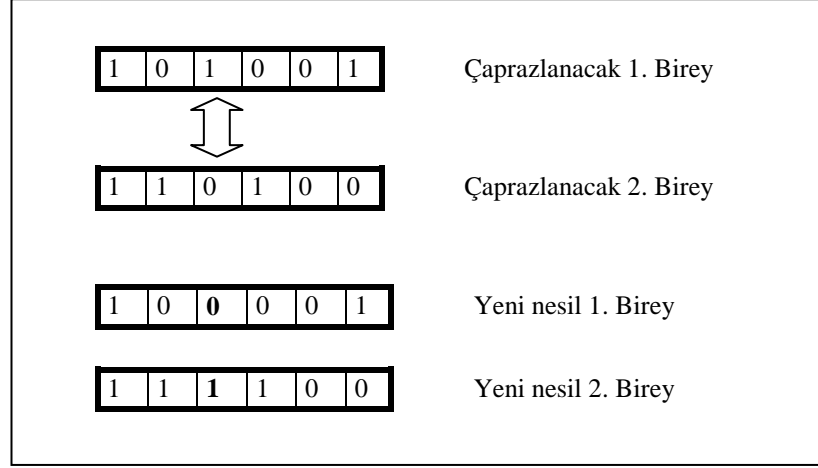 1 0 1 0 0 1 Çaprazlanacak 1. Birey
1 1 0 1 0 0 Çaprazlanacak 2. Birey
1 0 0 0 0 1 Yeni nesil 1. Birey
1 1 1 1 0 0 Yeni nesil 2. Birey